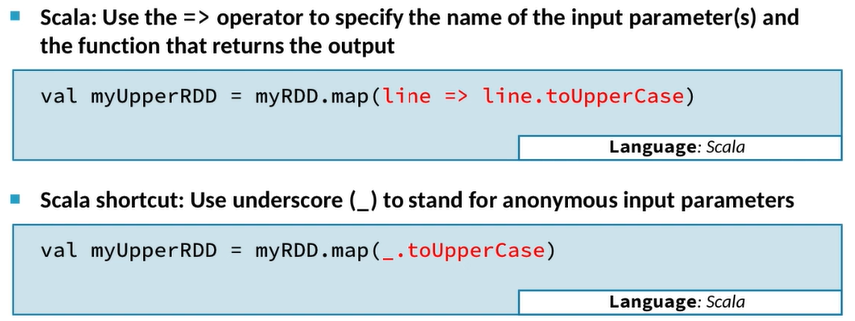 Scala: Use the => operator to specify the name of the input parameter(s) and
the function that returns the output
val myUpperRDD = myRDD.map(line => line.toUpperCase)
Language: Scala
Scala shortcut: Use underscore (_) to stand for anonymous input parameters
val myUpperRDD = myRDD.map(_.toUpperCase)
Language: Scala